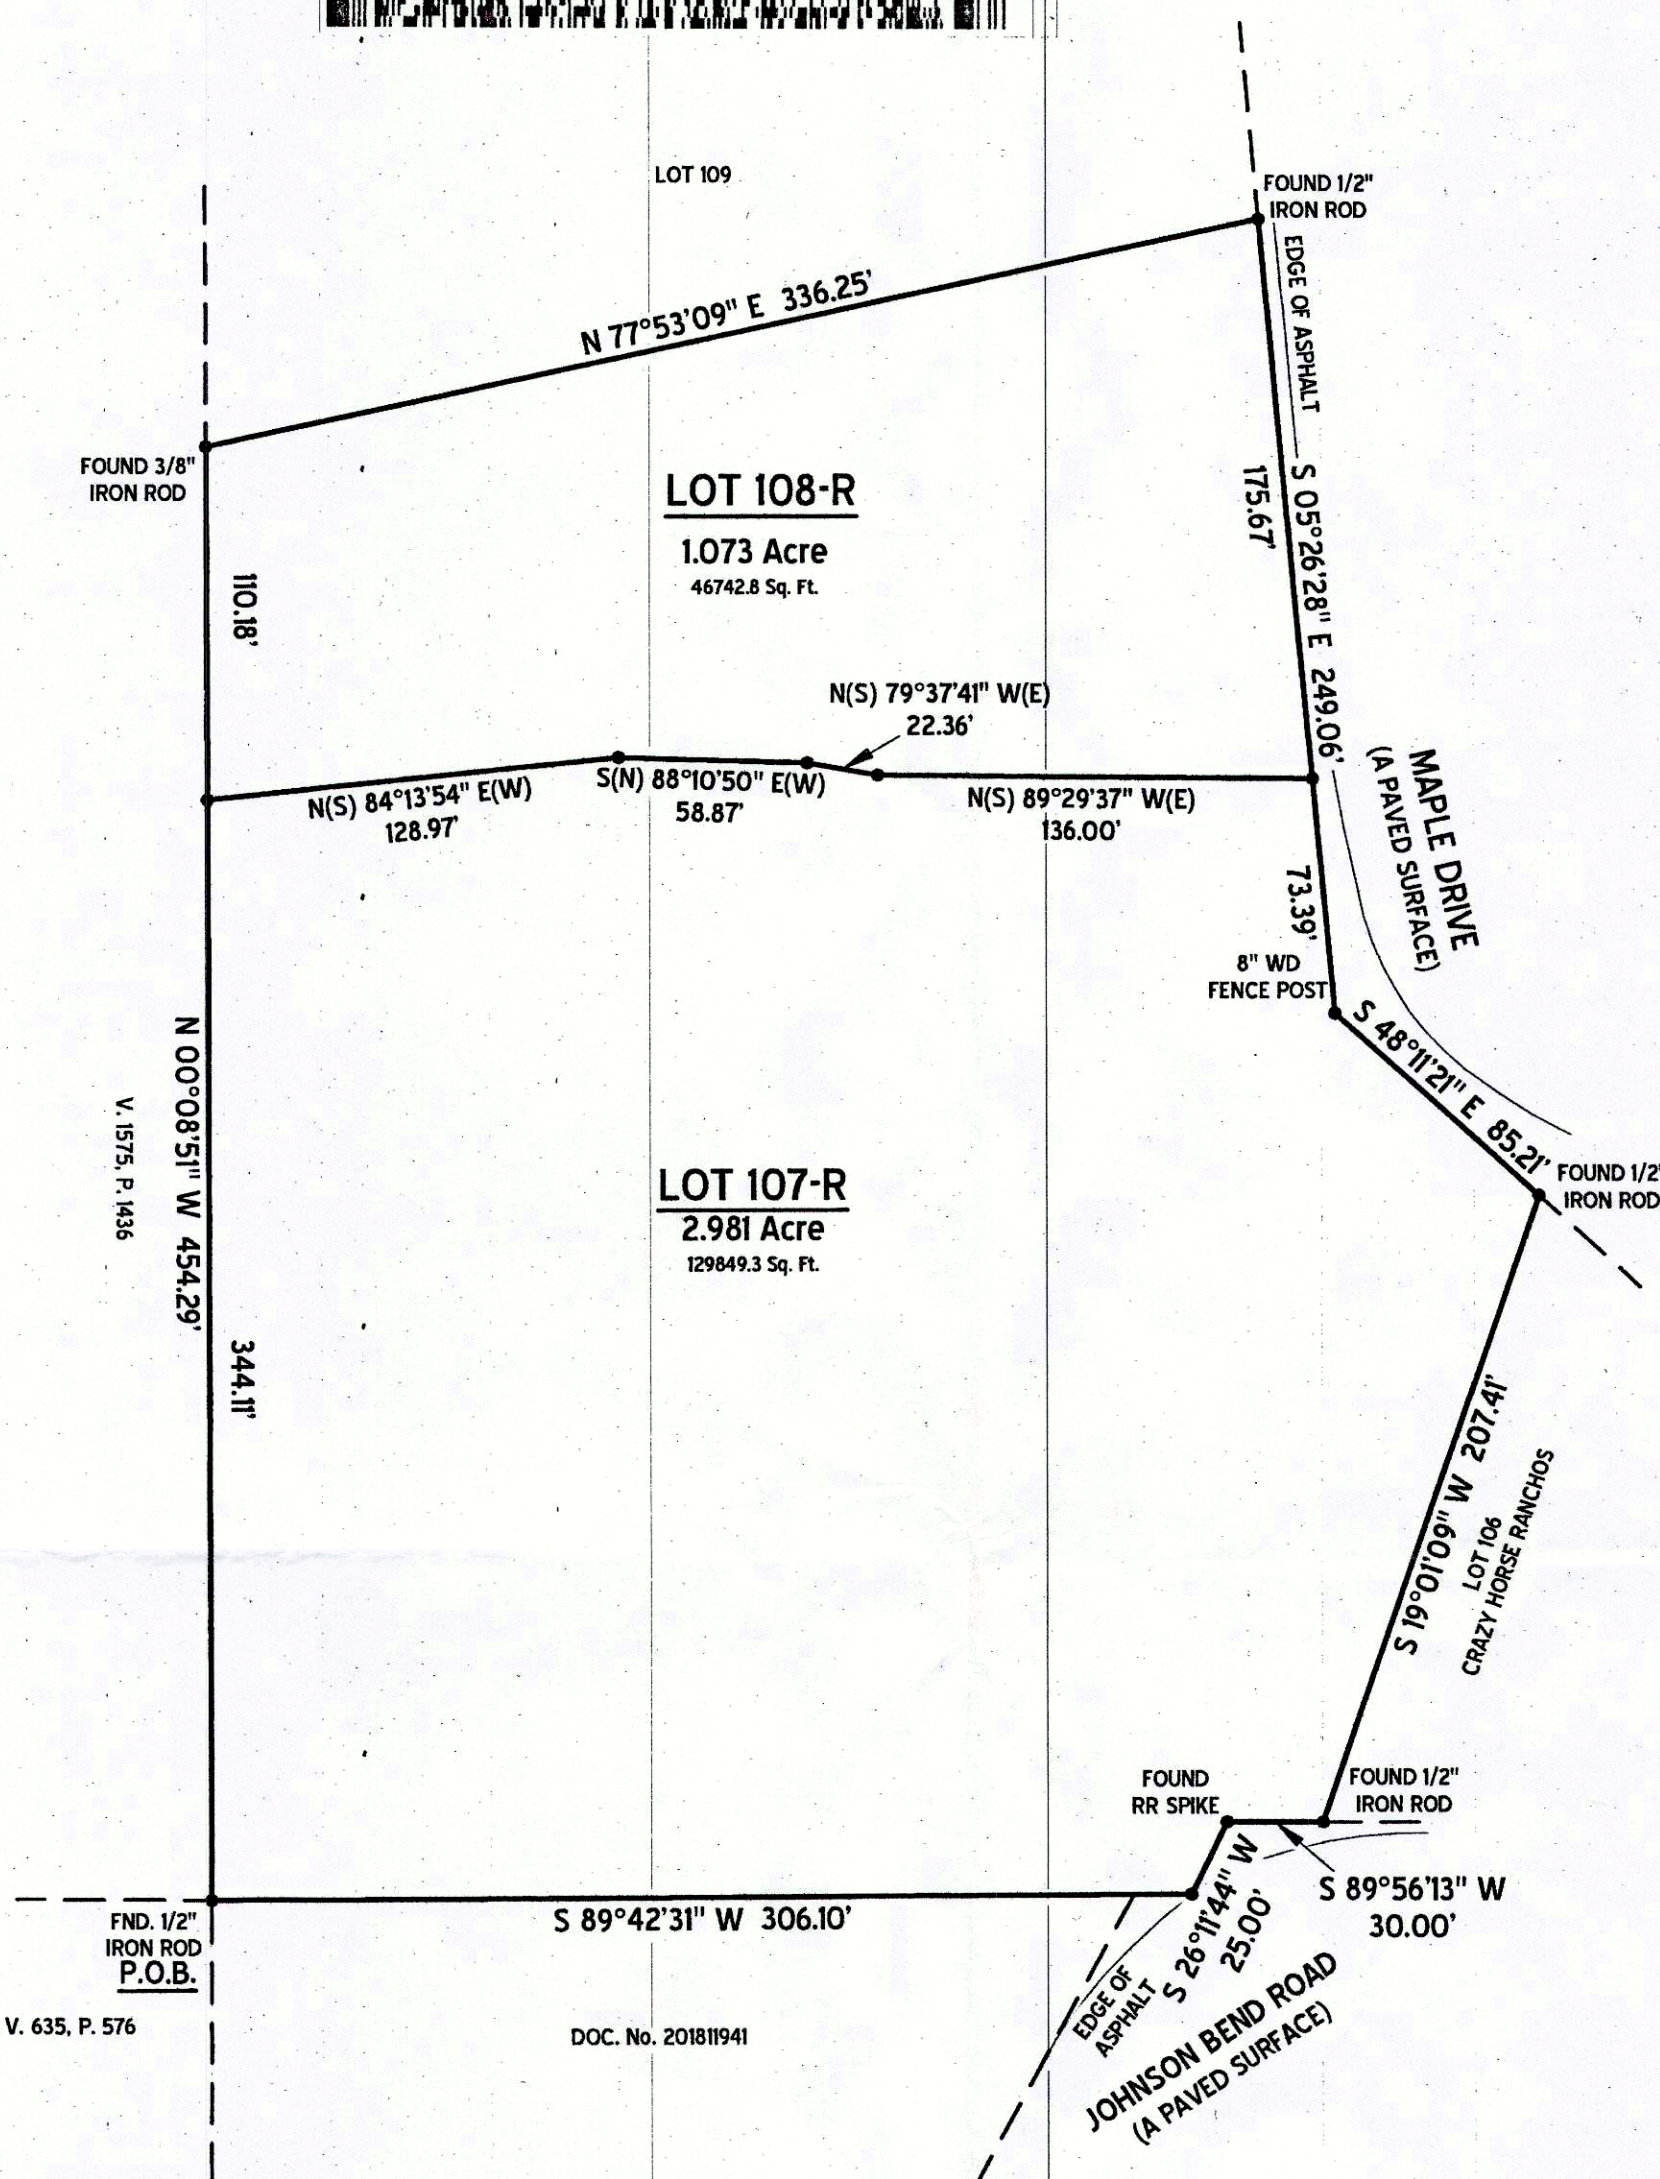 LOT 109
FOUND 1/2"
IRON ROD
EDGE OF ASPHALT
N 77°53'09" E 336.25'
FOUND 3/8"
IRON ROD
LOT 108-R
1.073 Acre
46742.8 Sq. Ft.
175.67'
S 05°26'28" E 249.06'
110.18'
N(S) 79°37'41" W(E)
22.36'
N(S) 84°13'54" E(W)
128.97'
S(N) 88°10'50" E(W)
58.87'
N(S) 89°29'37" W(E)
136.00'
MAPLE DRIVE
(A PAVED SURFACE)
73.39'
8" WD
FENCE POST
S 48°11'21" E 85.21'
FOUND 1/2"
IRON ROD
N 00°08'51" W 454.29'
V. 1575, P. 1436
LOT 107-R
2.981 Acre
129849.3 Sq. Ft.
344.11'
S 19°01'09" W 207.41'
LOT 106
CRAZY HORSE RANCHOS
FOUND
RR SPIKE
FOUND 1/2"
IRON ROD
S 89°56'13" W
30.00'
S 26°11'44" W
25.00'
S 89°42'31" W 306.10'
FND. 1/2"
IRON ROD
P.O.B.
EDGE OF
ASPHALT
JOHNSON BEND ROAD
(A PAVED SURFACE)
V. 635, P. 576
DOC. No. 201811941